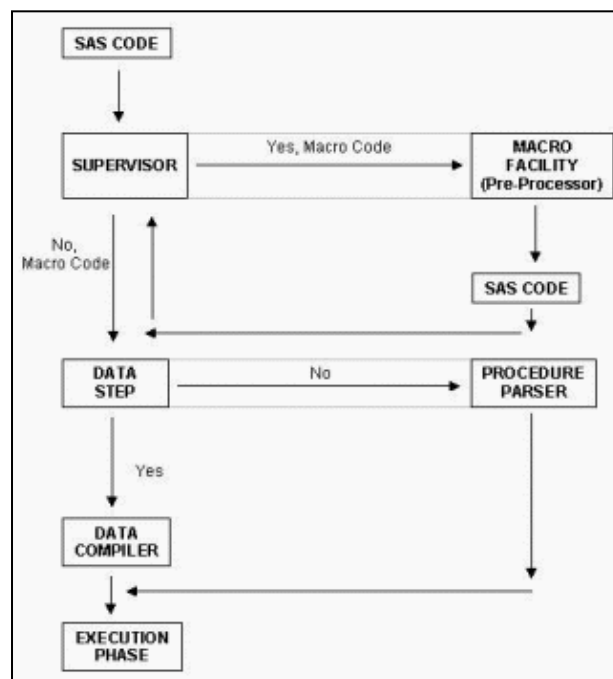 SAS CODE
SUPERVISOR
Yes, Macro Code
MACRO
FACILITY
(Pre-Processor)
No,
Macro Code
SAS CODE
DATA
STEP
No
PROCEDURE
PARSER
Yes
DATA
COMPILER
EXECUTION
PHASE